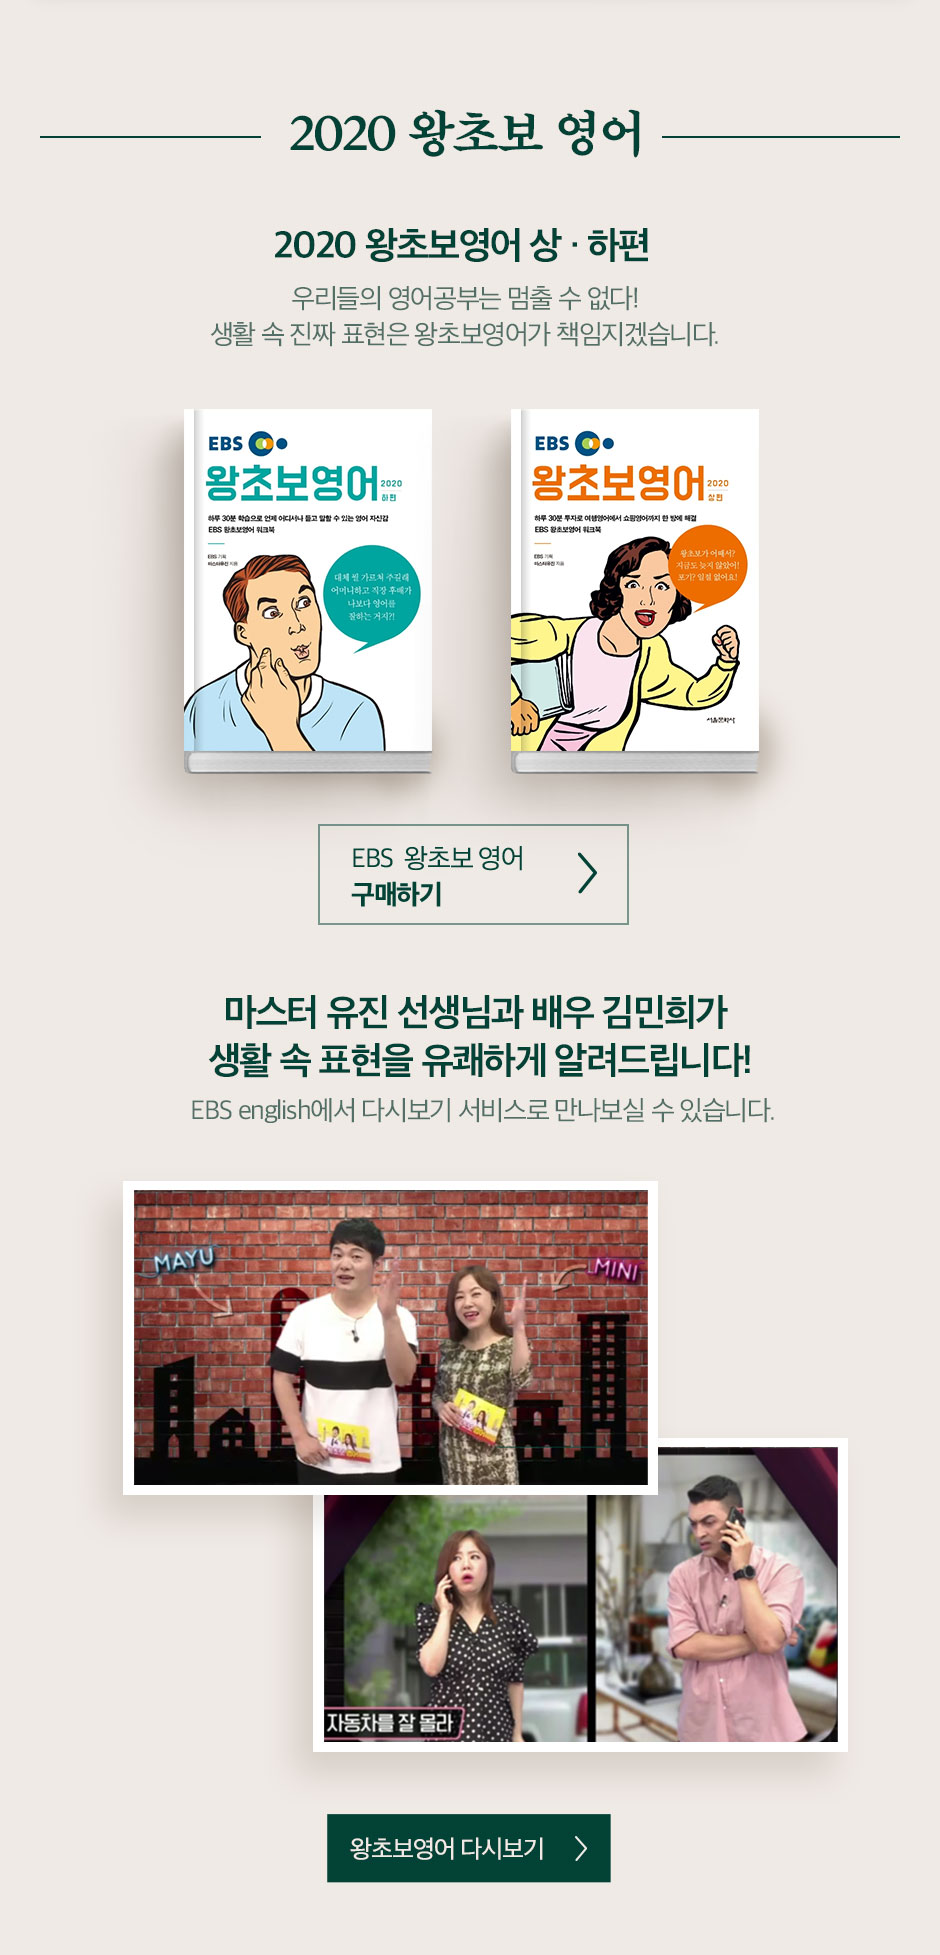 2020 왕초보 영어
2020 왕초보영어 상 · 하편
우리들의 영어공부는 멈출 수 없다!
생활 속 진짜 표현은 왕초보영어가 책임지겠습니다.
EBS
왕초보영어 2020 하편
하루 30분 학습으로 언제 어디서나 듣고 말할 수 있는 영어 자신감
EBS 왕초보영어 워크북
EBS 기획
마스터유진 지음
대체 뭘 가르쳐 주길래
어머니하고 직장 후배가
나보다 영어를
잘하는 거지?!
EBS
왕초보영어 2020 상편
하루 30분 투자로 여행영어에서 쇼핑영어까지 한 방에 해결
EBS 왕초보영어 워크북
EBS 기획
마스터유진 지음
왕초보가 어때서?
지금도 늦지 않았어!
포기? 일절 없어요!
서울문화사
EBS 왕초보 영어
구매하기
마스터 유진 선생님과 배우 김민희가
생활 속 표현을 유쾌하게 알려드립니다!
EBS english에서 다시보기 서비스로 만나보실 수 있습니다.
MAYU
MINI
자동차를 잘 몰라
왕초보영어 다시보기